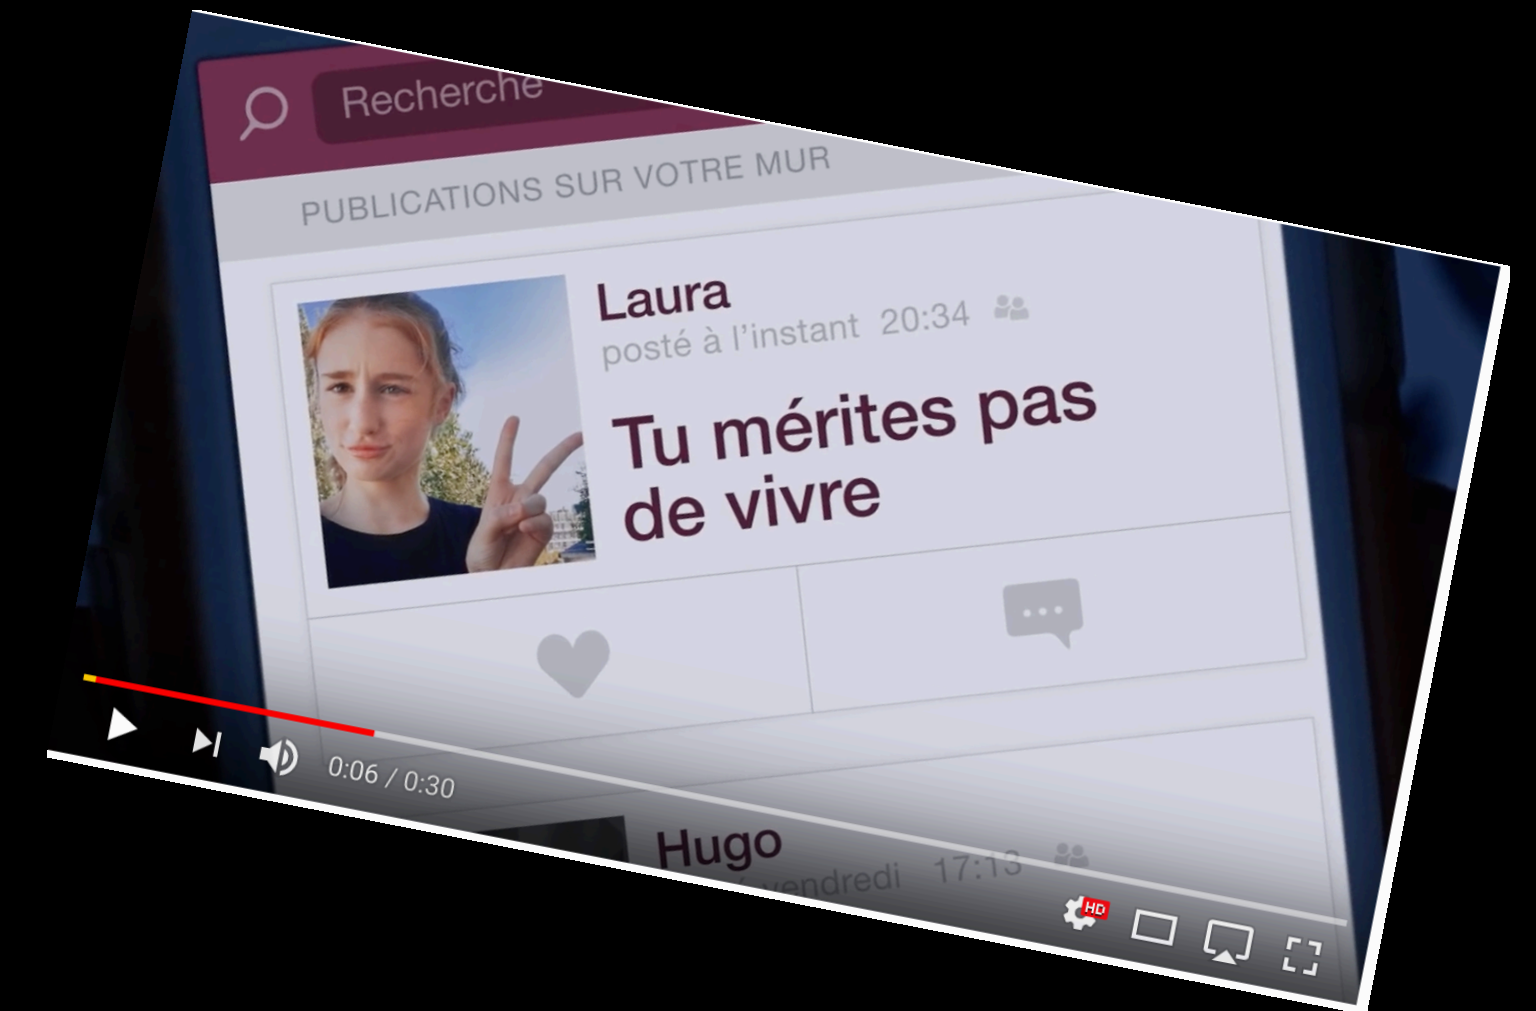 Recherche
PUBLICATIONS SUR VOTRE MUR
Laura
posté à l'instant 20:34
Tu mérites pas
de vivre
0:06 / 0:30
Hugo
vendredi 17:13
HD